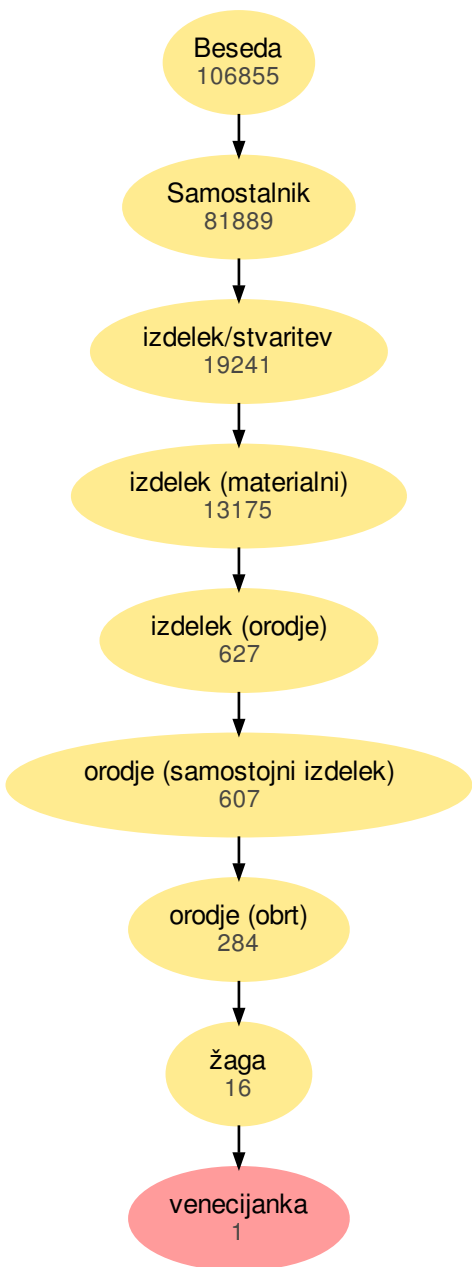 Beseda
106855
Samostalnik
81889
izdelek/stvaritev
19241
izdelek (materialni)
13175
izdelek (orodje)
627
orodje (samostojni izdelek)
607
orodje (obrt)
284
žaga
16
venecijanka
1